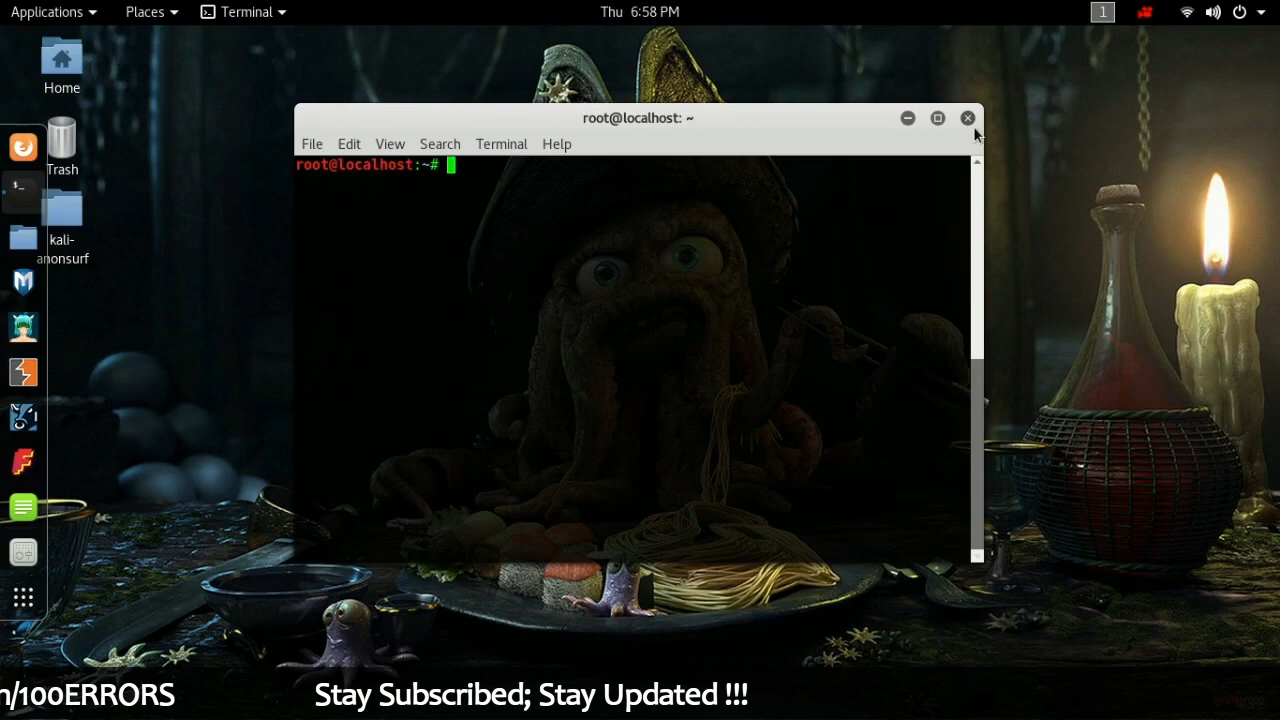 Applications Places Terminal Thu 6:58 PM 1
Home
Trash
kali-
anonsurf
root@localhost: ~
File Edit View Search Terminal Help
root@localhost:~#
n/100ERRORS Stay Subscribed; Stay Updated !!!